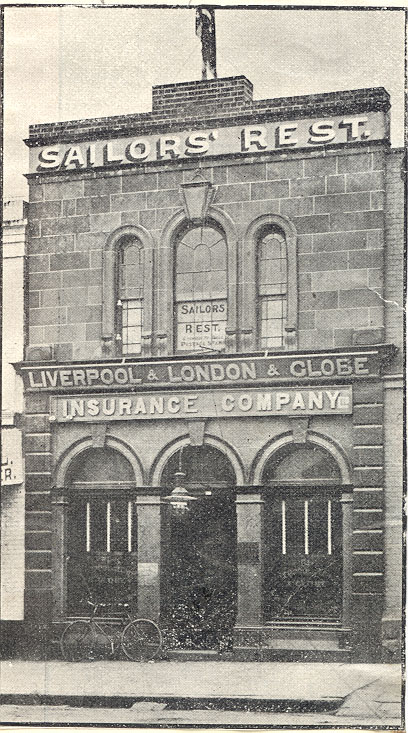 SAILORS' REST.
SAILORS
REST.
LIVERPOOL & LONDON & GLOBE
INSURANCE COMPANY